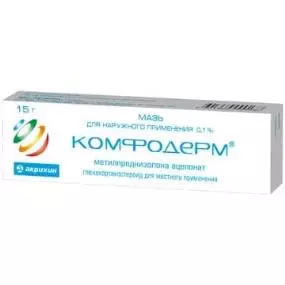 15 г
МАЗЬ
ДЛЯ НАРУЖНОГО ПРИМЕНЕНИЯ 0,1%
КОМФОДЕРМ®
метилпреднизолона ацепонат
глюкокортикостероид для местного применения
акрихин